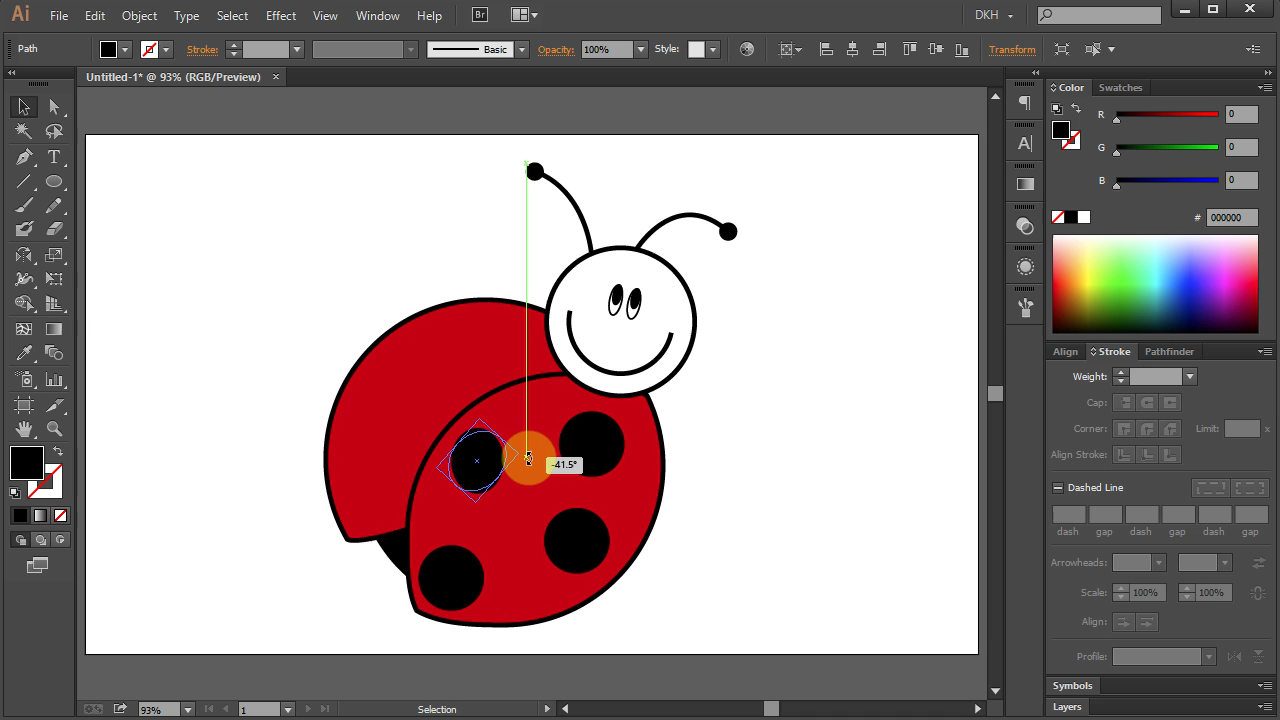 Ai File Edit Object Type Select Effect View Window Help Br DKH
Path Stroke: Basic Opacity: 100% Style: Transform
Untitled-1* @ 93% (RGB/Preview) ×
Color Swatches
R 0
G 0
B 0
# 000000
Align Stroke Pathfinder
Weight:
Cap:
Corner: Limit: x
Align Stroke:
Dashed Line
dash gap dash gap dash gap
Arrowheads:
Scale: 100% 100%
Align:
Profile:
Symbols
Layers
-41.5°
93% 1 Selection